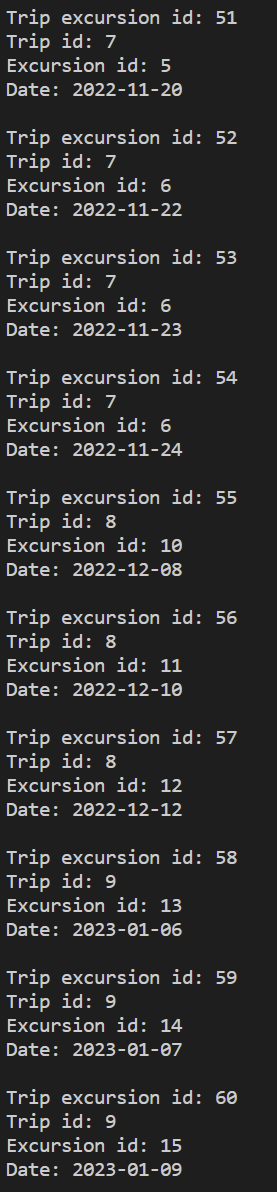 Trip excursion id: 51
Trip id: 7
Excursion id: 5
Date: 2022-11-20
Trip excursion id: 52
Trip id: 7
Excursion id: 6
Date: 2022-11-22
Trip excursion id: 53
Trip id: 7
Excursion id: 6
Date: 2022-11-23
Trip excursion id: 54
Trip id: 7
Excursion id: 6
Date: 2022-11-24
Trip excursion id: 55
Trip id: 8
Excursion id: 10
Date: 2022-12-08
Trip excursion id: 56
Trip id: 8
Excursion id: 11
Date: 2022-12-10
Trip excursion id: 57
Trip id: 8
Excursion id: 12
Date: 2022-12-12
Trip excursion id: 58
Trip id: 9
Excursion id: 13
Date: 2023-01-06
Trip excursion id: 59
Trip id: 9
Excursion id: 14
Date: 2023-01-07
Trip excursion id: 60
Trip id: 9
Excursion id: 15
Date: 2023-01-09